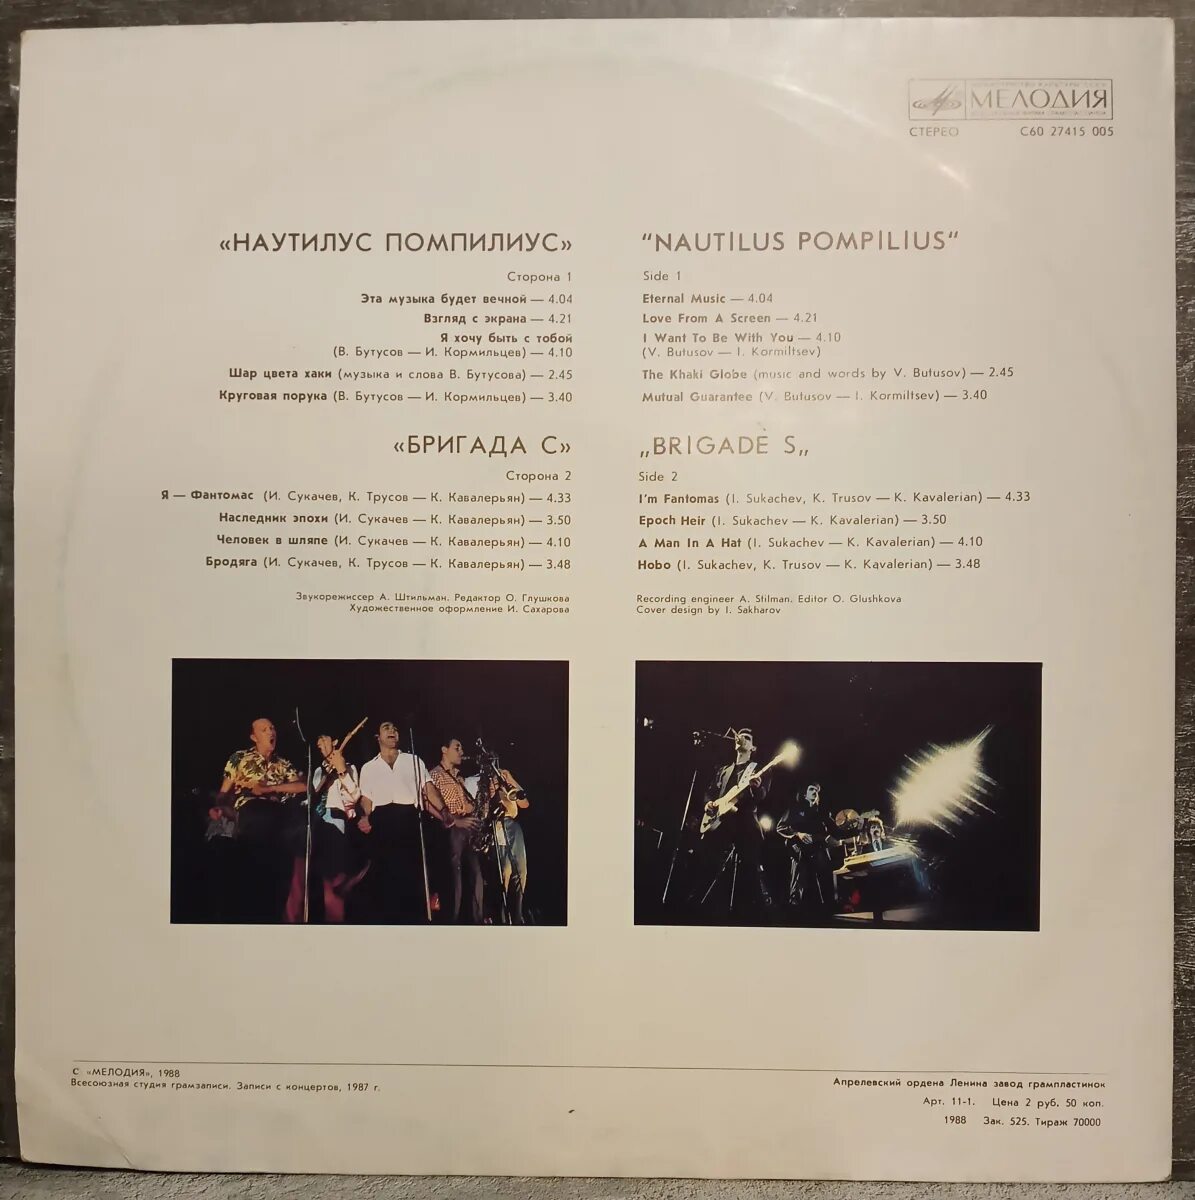 МЕЛОДИЯ
СТЕРЕО С60 27415 005
«НАУТИЛУС ПОМПИЛИУС»
Сторона 1
Эта музыка будет вечной — 4.04
Взгляд с экрана — 4.21
Я хочу быть с тобой
(В. Бутусов — И. Кормильцев) — 4.10
Шар цвета хаки (музыка и слова В. Бутусова) — 2.45
Круговая порука (В. Бутусов — И. Кормильцев) — 3.40
«БРИГАДА С»
Сторона 2
Я — Фантомас (И. Сукачев, К. Трусов — К. Кавалерьян) — 4.33
Наследник эпохи (И. Сукачев — К. Кавалерьян) — 3.50
Человек в шляпе (И. Сукачев — К. Кавалерьян) — 4.10
Бродяга (И. Сукачев, К. Трусов — К. Кавалерьян) — 3.48
Звукорежиссер А. Штильман. Редактор О. Глушкова
Художественное оформление И. Сахарова
"NAUTILUS POMPILIUS"
Side 1
Eternal Music — 4.04
Love From A Screen — 4.21
I Want To Be With You — 4.10
(V. Butusov — I. Kormiltsev)
The Khaki Globe (music and words by V. Butusov) — 2.45
Mutual Guarantee (V. Butusov — I. Kormiltsev) — 3.40
„BRIGADE S„
Side 2
I'm Fantomas (I. Sukachev, K. Trusov — K. Kavalerian) — 4.33
Epoch Heir (I. Sukachev — K. Kavalerian) — 3.50
A Man In A Hat (I. Sukachev — K. Kavalerian) — 4.10
Hobo (I. Sukachev, K. Trusov — K. Kavalerian) — 3.48
Recording engineer A. Stilman. Editor O. Glushkova
Cover design by I. Sakharov
С «МЕЛОДИЯ», 1988
Всесоюзная студия грамзаписи. Записи с концертов, 1987 г.
Апрелевский ордена Ленина завод грампластинок
Арт. 11-1. Цена 2 руб. 50 коп.
1988 Зак. 525. Тираж 70000